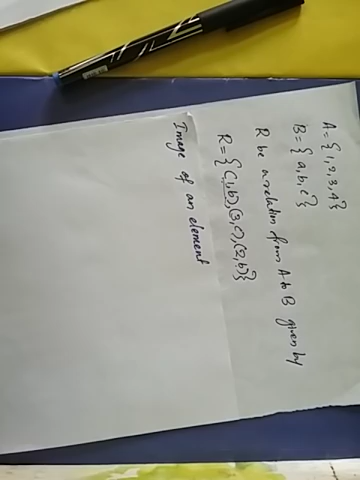 A = {1, 2, 3, 4}
B = {a, b, c}
R be a relation from A to B given by
R = {(1, b), (3, c), (2, b)}
Image of an element